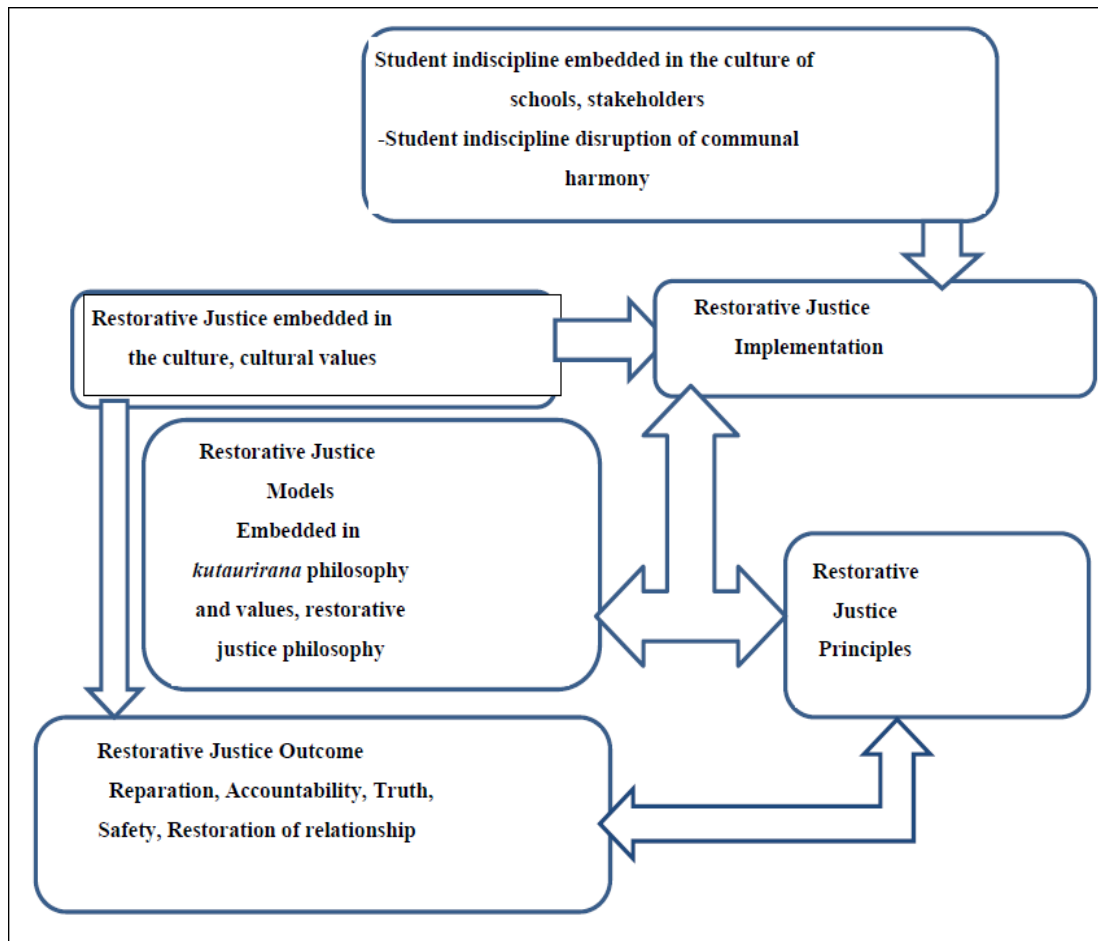 Student indiscipline embedded in the culture of
schools, stakeholders
-Student indiscipline disruption of communal
harmony
Restorative Justice embedded in
the culture, cultural values
Restorative Justice
Implementation
Restorative Justice
Models
Embedded in
kutaurirana philosophy
and values, restorative
justice philosophy
Restorative
Justice
Principles
Restorative Justice Outcome
Reparation, Accountability, Truth,
Safety, Restoration of relationship